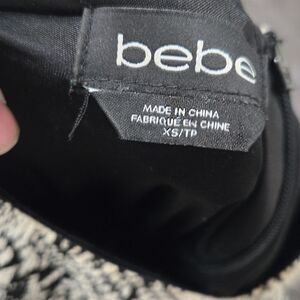 bebe
MADE IN CHINA
FABRIQUÉ EN CHINE
XS/TP